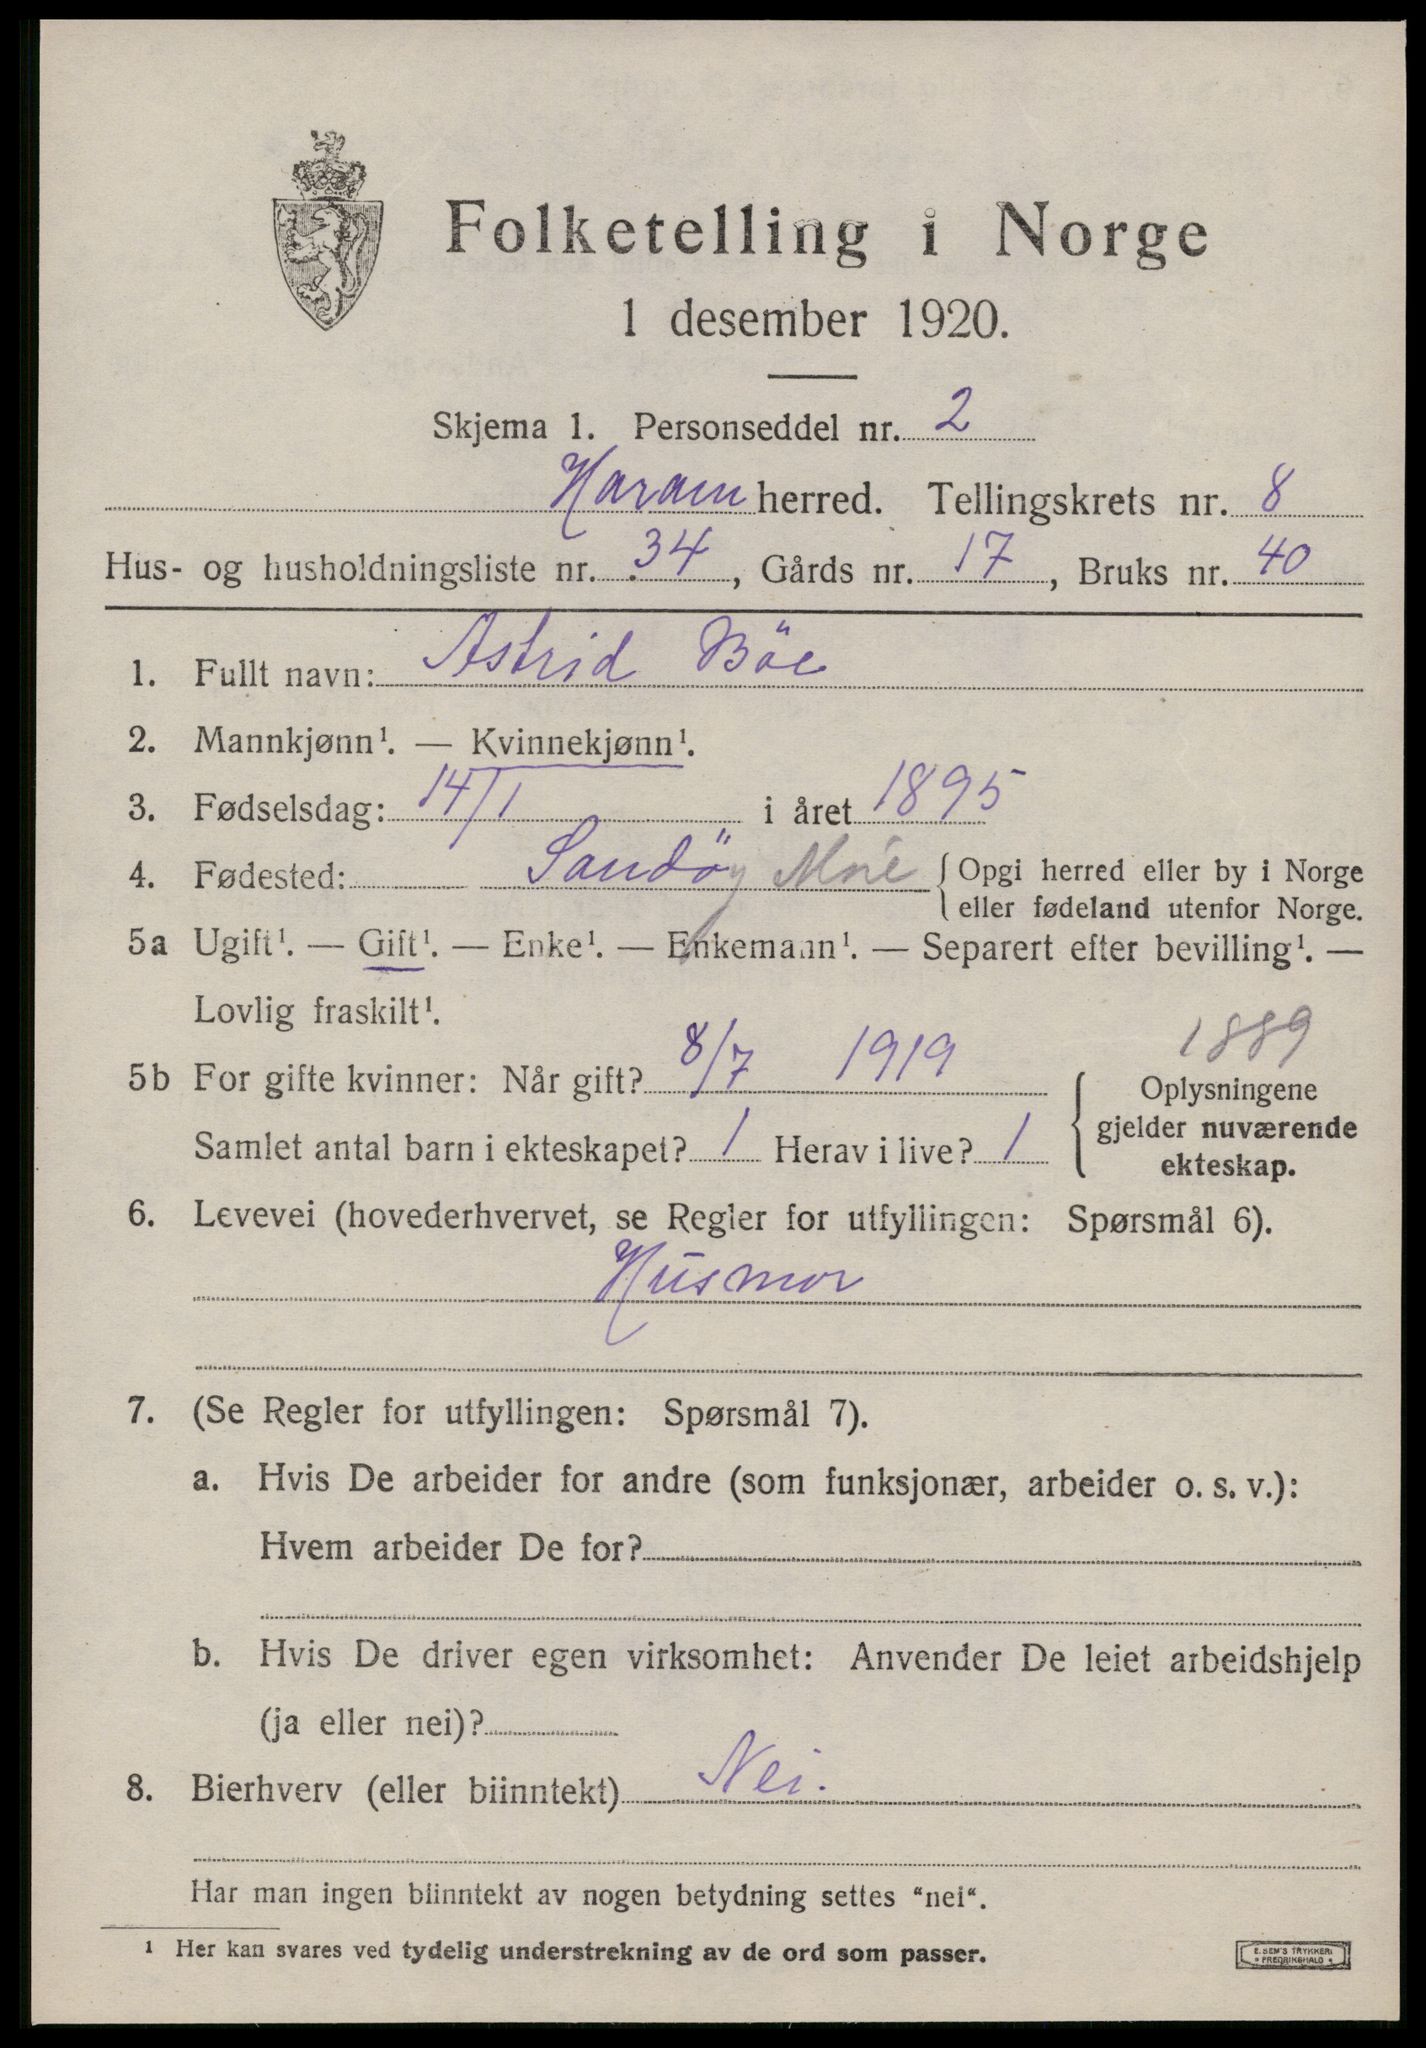 Folketelling i Norge
1 desember 1920.
Skjema 1. Personseddel nr. 2
Haram herred. Tellingskrets nr. 8
Hus- og husholdningsliste nr. 34, Gårds nr. 17, Bruks nr. 40
1. Fullt navn: Astrid Böe
2. Mannkjønn¹. — Kvinnekjønn¹.
3. Fødselsdag: 14/1 i året 1895
4. Fødested: Sandöy Møre { Opgi herred eller by i Norge
eller fødeland utenfor Norge.
5a Ugift¹. — Gift¹. — Enke¹. — Enkemann¹. — Separert efter bevilling¹. —
Lovlig fraskilt¹.
1889
5b For gifte kvinner: Når gift? 8/7 1919
Samlet antal barn i ekteskapet? 1 Herav i live? 1
{ Oplysningene
gjelder nuværende
ekteskap.
6. Levevei (hovederhvervet, se Regler for utfyllingen: Spørsmål 6).
Husmor
7. (Se Regler for utfyllingen: Spørsmål 7).
a. Hvis De arbeider for andre (som funksjonær, arbeider o. s. v.):
Hvem arbeider De for?
b. Hvis De driver egen virksomhet: Anvender De leiet arbeidshjelp
(ja eller nei)?
8. Bierhverv (eller biinntekt) Nei.
Har man ingen biinntekt av nogen betydning settes “nei“.
¹ Her kan svares ved tydelig understrekning av de ord som passer.
E. SEM'S TRYKKERI
• FREDRIKSHALD •